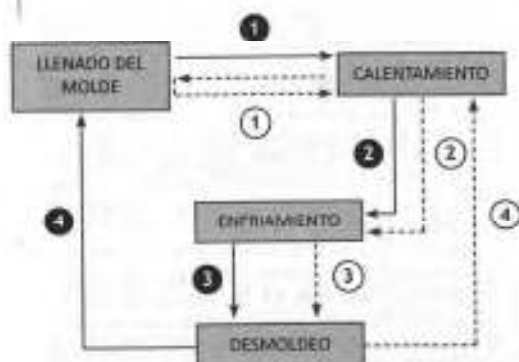 1
LLENADO DEL
MOLDE
CALENTAMIENTO
1
2
2
4
4
ENFRIAMIENTO
3
3
DESMOLDEO